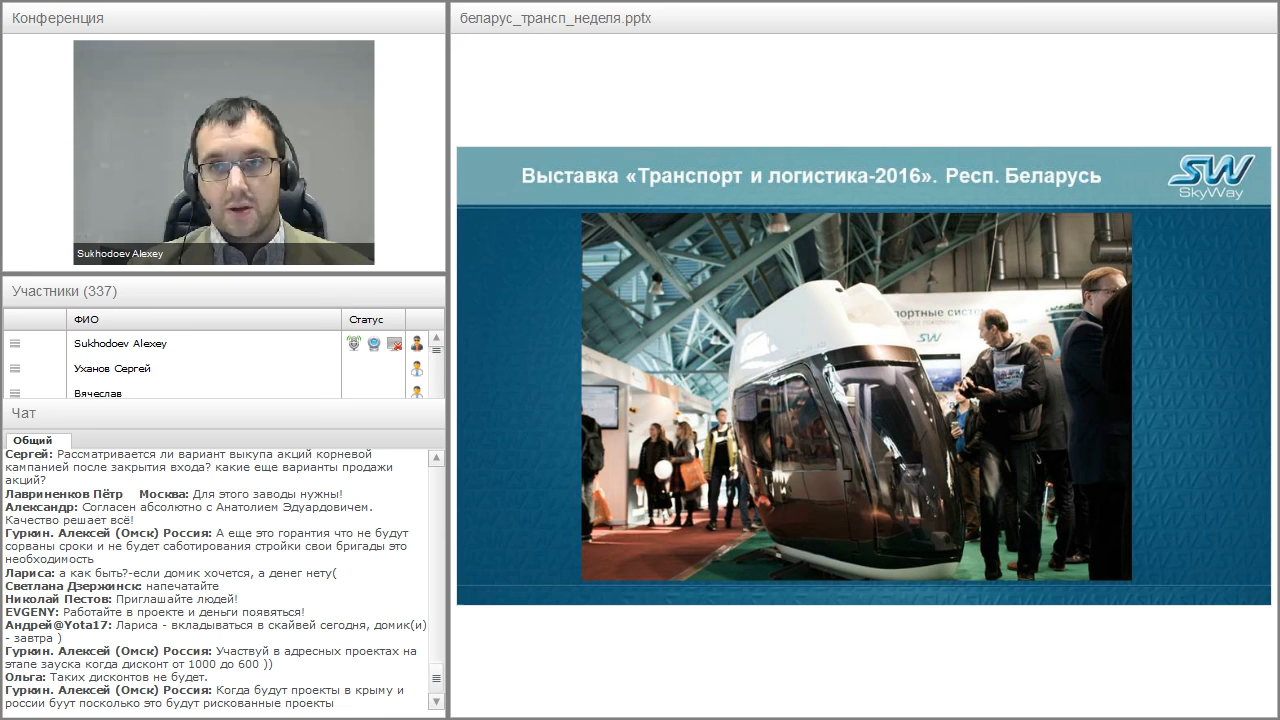 Конференция
Sukhodoev Alexey
Участники (337)
ФИО
Статус
Sukhodoev Alexey
Уханов Сергей
Вячеслав
Чат
Общий
Сергей: Рассматривается ли вариант выкупа акций корневой
кампанией после закрытия входа? какие еще варианты продажи
акций?
Лавриненков Пётр Москва: Для этого заводы нужны!
Александр: Согласен абсолютно с Анатолием Эдуардовичем.
Качество решает всё!
Гуркин. Алексей (Омск) Россия: А еще это горантия что не будут
сорваны сроки и не будет саботирования стройки свои бригады это
необходимость
Лариса: а как быть?-если домик хочется, а денег нету(
Светлана Дзержинск: напечатайте
Николай Пестов: Приглашайте людей!
EVGENY: Работайте в проекте и деньги появяться!
Андрей@Yota17: Лариса - вкладываться в скайвей сегодня, домик(и)
- завтра )
Гуркин. Алексей (Омск) Россия: Участвуй в адресных проектах на
этапе зауска когда дисконт от 1000 до 600 ))
Ольга: Таких дисконтов не будет.
Гуркин. Алексей (Омск) Россия: Когда будут проекты в крыму и
россии буут посколько это будут рискованные проекты
беларус_трансп_неделя.pptx
Выставка «Транспорт и логистика-2016». Респ. Беларусь
SW
SkyWay
портные сис
SW